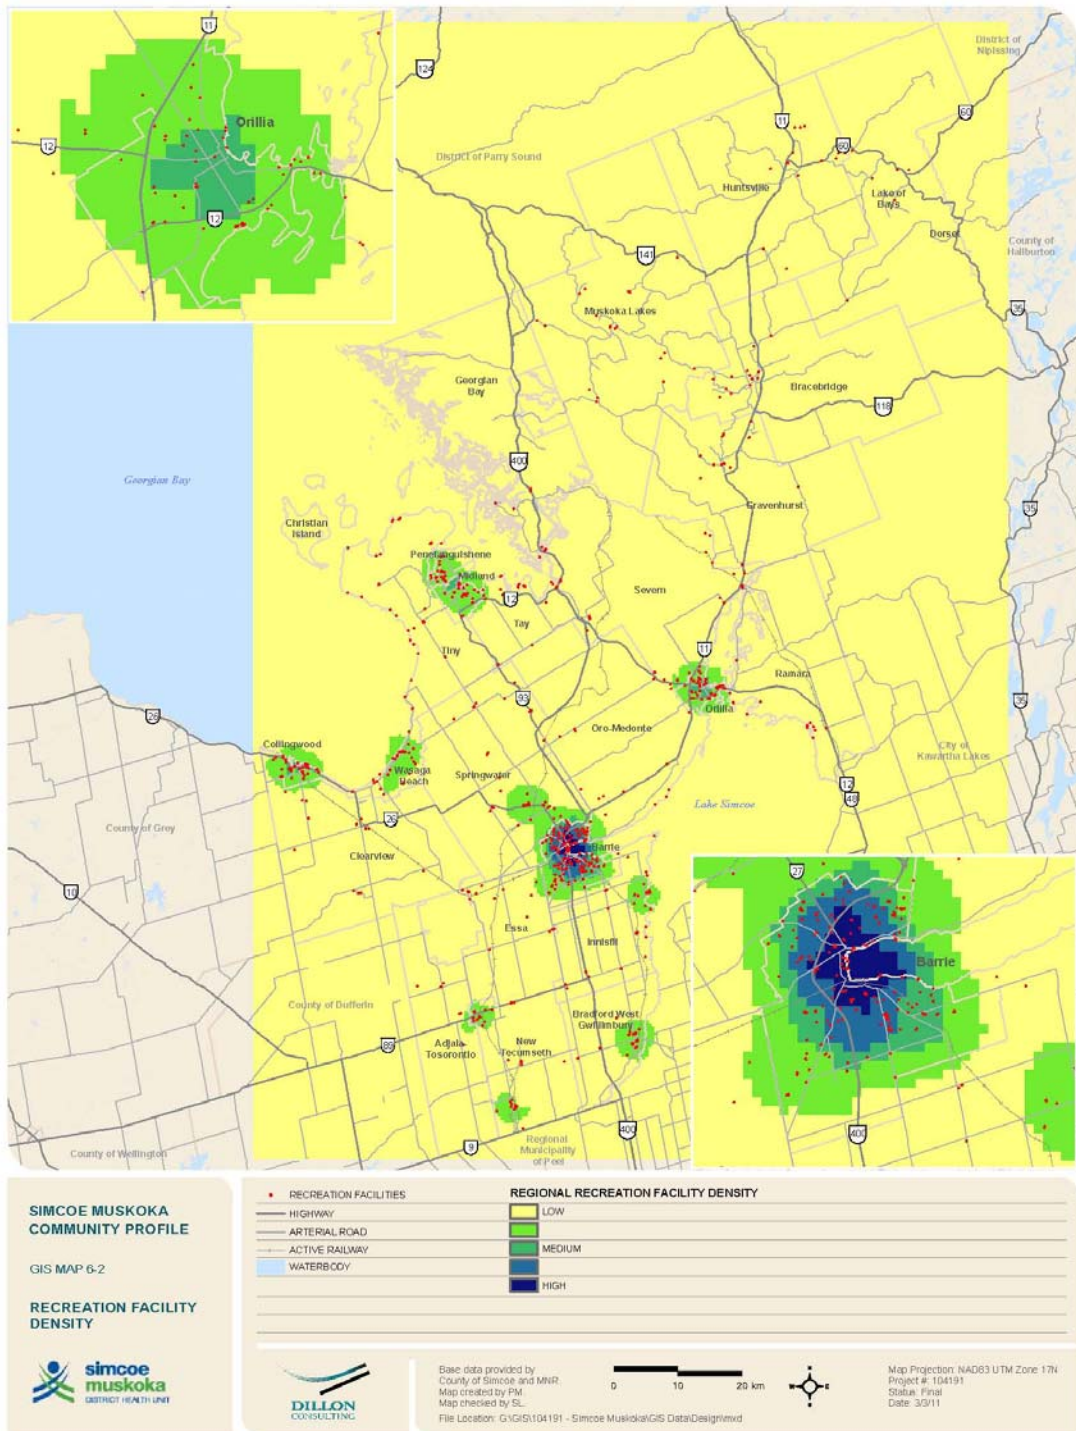 11
Orillia
12
12
124
District of
Nipissing
11
60
60
District of Parry Sound
Huntsville
Lake of
Bays
Dorset
County of
Haliburton
141
35
Muskoka Lakes
Georgian
Bay
Bracebridge
118
400
Georgian Bay
Christian
Island
Gravenhurst
35
Penetanguishene
Midland
12
Severn
Tay
Tiny
11
Ramara
93
Orillia
35
26
Oro-Medonte
Collingwood
Wasaga
Beach
Springwater
City of
Kawartha Lakes
12
48
Lake Simcoe
26
County of Grey
Clearview
Barrie
10
27
Essa
Innisfil
Barrie
County of Dufferin
Bradford West
Gwillimbury
89
Adjala-
Tosorontio
New
Tecumseth
400
400
9
Regional
Municipality
of Peel
County of Wellington
SIMCOE MUSKOKA
COMMUNITY PROFILE
GIS MAP 6-2
RECREATION FACILITY
DENSITY
simcoe
muskoka
DISTRICT HEALTH UNIT
RECREATION FACILITIES
HIGHWAY
ARTERIAL ROAD
ACTIVE RAILWAY
WATERBODY
REGIONAL RECREATION FACILITY DENSITY
LOW
MEDIUM
HIGH
DILLON
CONSULTING
Base data provided by
County of Simcoe and MNR.
Map created by PM.
Map checked by SL.
File Location: G:\GIS\104191 - Simcoe Muskoka\GIS Data\Design\mxd
0 10 20 km
W E
Map Projection: NAD83 UTM Zone 17N
Project #: 104191
Status: Final
Date: 3/3/11